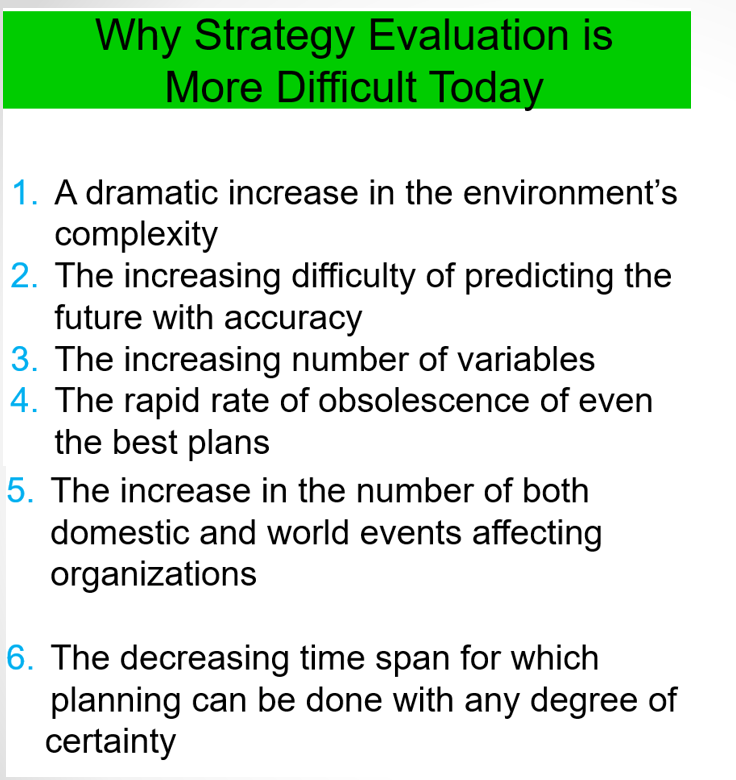 Why Strategy Evaluation is
More Difficult Today
1. A dramatic increase in the environment’s
complexity
2. The increasing difficulty of predicting the
future with accuracy
3. The increasing number of variables
4. The rapid rate of obsolescence of even
the best plans
5. The increase in the number of both
domestic and world events affecting
organizations
6. The decreasing time span for which
planning can be done with any degree of
certainty